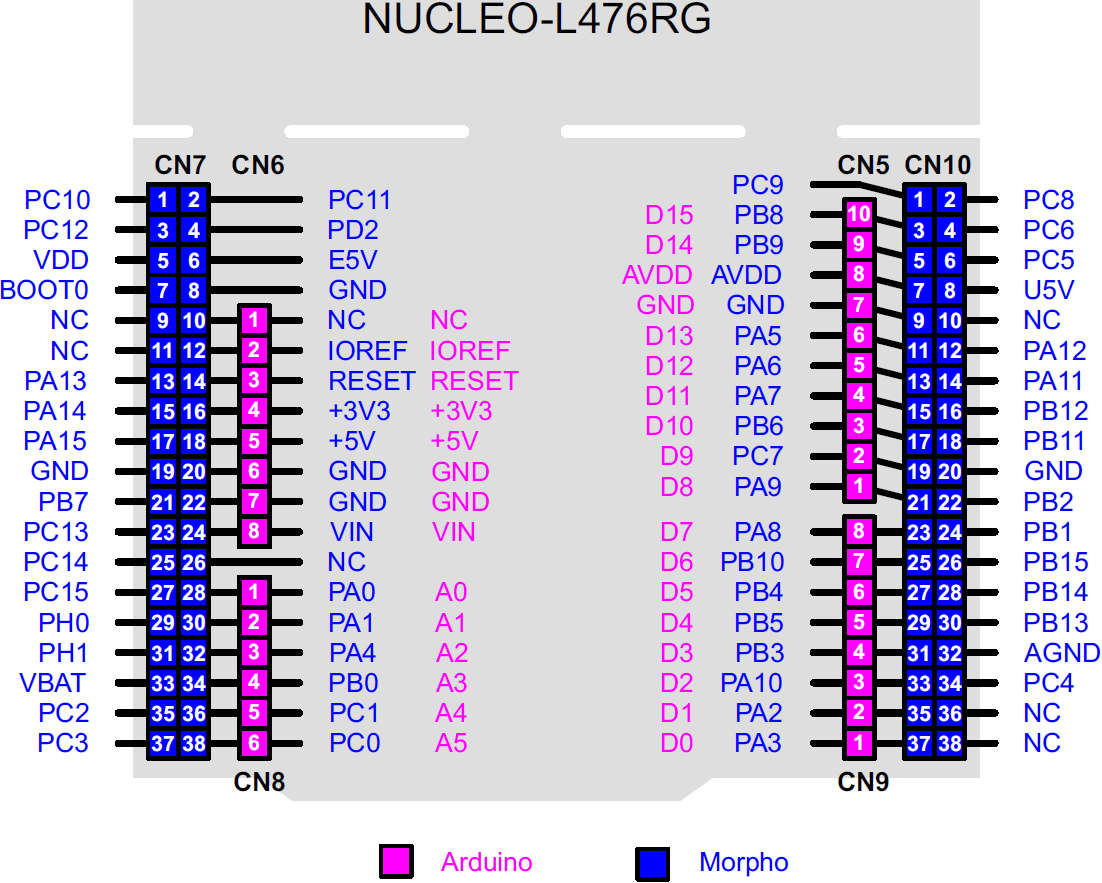 NUCLEO-L476RG
CN7 CN6 CN5 CN10
PC9
PC10 1 2 PC11 1 2 PC8
D15 PB8 10
PC12 3 4 PD2 3 4 PC6
D14 PB9 9
VDD 5 6 E5V 5 6 PC5
AVDD AVDD 8
BOOT0 7 8 GND 7 8 U5V
GND GND 7
NC 9 10 1 NC NC 9 10 NC
D13 PA5 6
NC 11 12 2 IOREF IOREF 11 12 PA12
D12 PA6 5
PA13 13 14 3 RESET RESET 13 14 PA11
D11 PA7 4
PA14 15 16 4 +3V3 +3V3 15 16 PB12
D10 PB6 3
PA15 17 18 5 +5V +5V 17 18 PB11
D9 PC7 2
GND 19 20 6 GND GND 19 20 GND
D8 PA9 1
PB7 21 22 7 GND GND 21 22 PB2
PC13 23 24 8 VIN VIN D7 PA8 8 23 24 PB1
PC14 25 26 NC D6 PB10 7 25 26 PB15
PC15 27 28 1 PA0 A0 D5 PB4 6 27 28 PB14
PH0 29 30 2 PA1 A1 D4 PB5 5 29 30 PB13
PH1 31 32 3 PA4 A2 D3 PB3 4 31 32 AGND
VBAT 33 34 4 PB0 A3 D2 PA10 3 33 34 PC4
PC2 35 36 5 PC1 A4 D1 PA2 2 35 36 NC
PC3 37 38 6 PC0 A5 D0 PA3 1 37 38 NC
CN8 CN9
Arduino Morpho